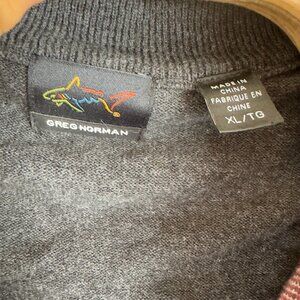 GREG NORMAN
MADE IN
CHINA
FABRIQUE EN
CHINE
XL/TG